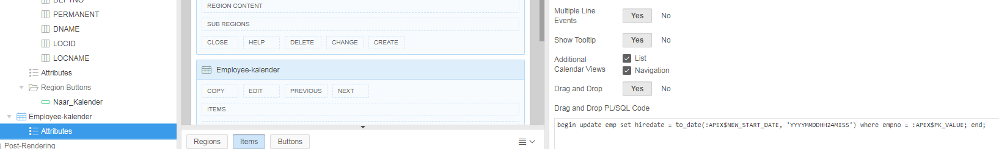 DEPTNO
PERMANENT
DNAME
LOCID
LOCNAME
Attributes
Region Buttons
Naar_Kalender
Employee-kalender
Attributes
Post-Rendering
REGION CONTENT
SUB REGIONS
CLOSE HELP DELETE CHANGE CREATE
Employee-kalender
COPY EDIT PREVIOUS NEXT
ITEMS
Regions Items Buttons
Multiple Line
Events
Yes No
Show Tooltip Yes No
Additional
Calendar Views
List
Navigation
Drag and Drop Yes No
Drag and Drop PL/SQL Code
begin update emp set hiredate = to_date(:APEX$NEW_START_DATE, 'YYYYMMDDHH24MISS') where empno = :APEX$PK_VALUE; end;